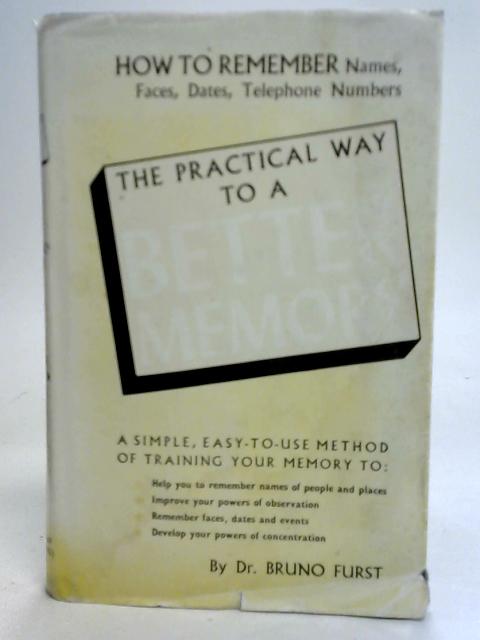 HOW TO REMEMBER Names,
Faces, Dates, Telephone Numbers
THE PRACTICAL WAY
TO A
BETTER
MEMORY
A SIMPLE, EASY-TO-USE METHOD
OF TRAINING YOUR MEMORY TO:
Help you to remember names of people and places
Improve your powers of observation
Remember faces, dates and events
Develop your powers of concentration
By Dr. BRUNO FURST